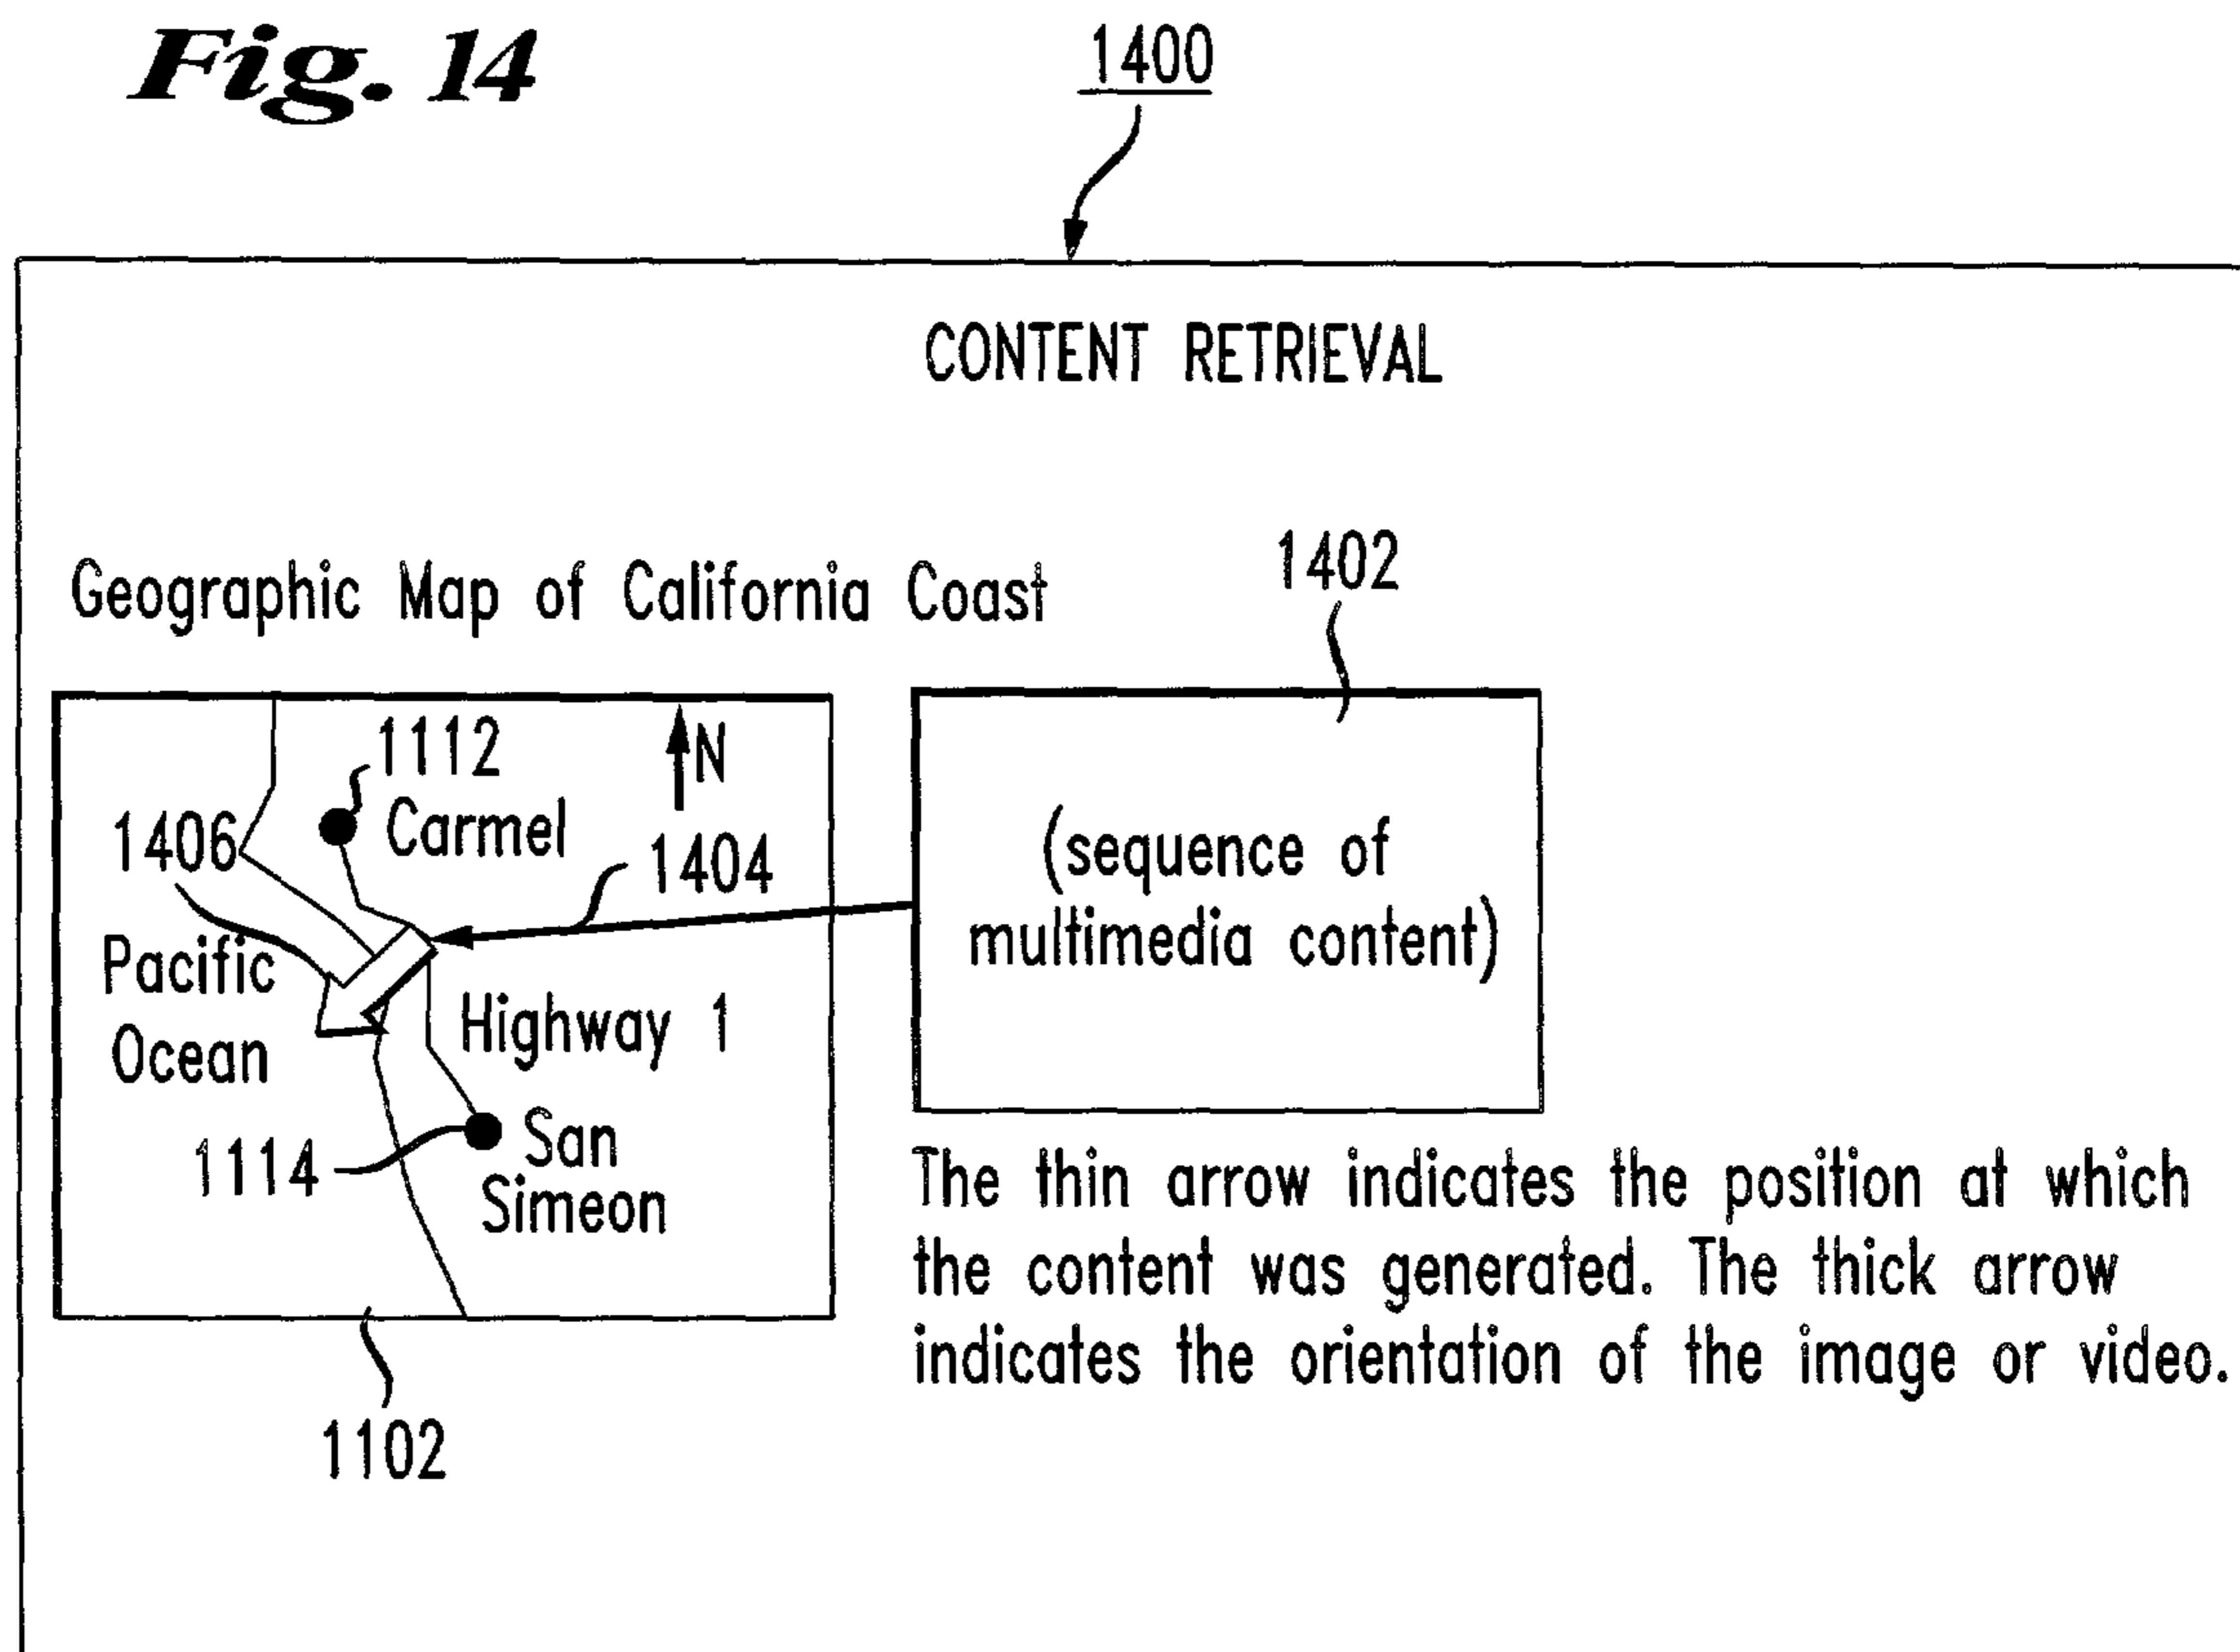 Fig. 14
1400
CONTENT RETRIEVAL
Geographic Map of California Coast
1402
1112
N
Carmel
1406
1404
Pacific
Ocean
Highway 1
San
Simeon
1114
1102
(sequence of
multimedia content)
The thin arrow indicates the position at which
the content was generated. The thick arrow
indicates the orientation of the image or video.